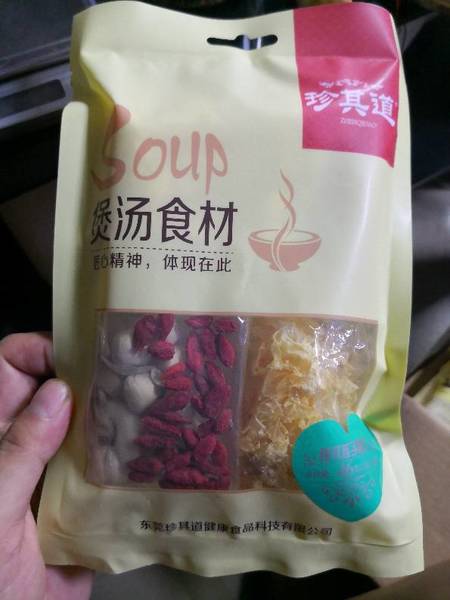 珍其道
ZHENQIDAO
Soup
煲汤食材
匠心精神，体现在此
东莞珍其道健康食品科技有限公司